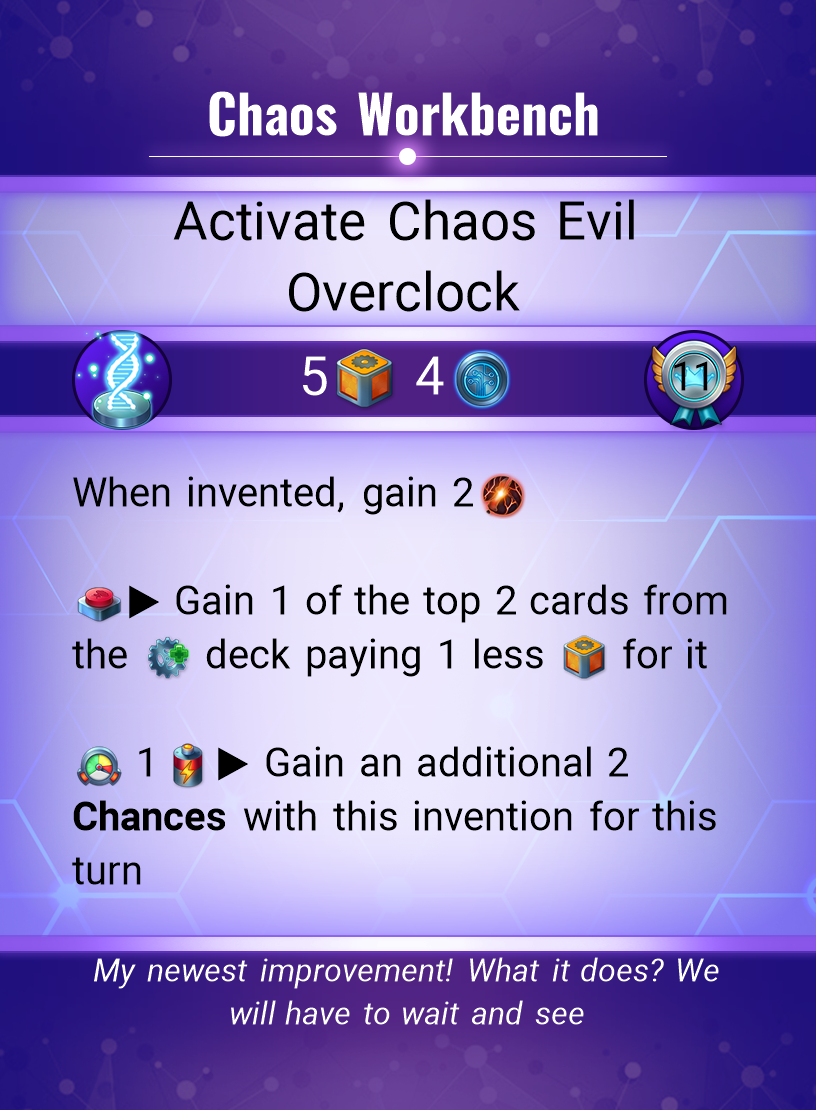 Chaos Workbench
Activate Chaos Evil
Overclock
5 4
11
When invented, gain 2
▶ Gain 1 of the top 2 cards from
the deck paying 1 less for it
1 ▶ Gain an additional 2
Chances with this invention for this
turn
My newest improvement! What it does? We
will have to wait and see